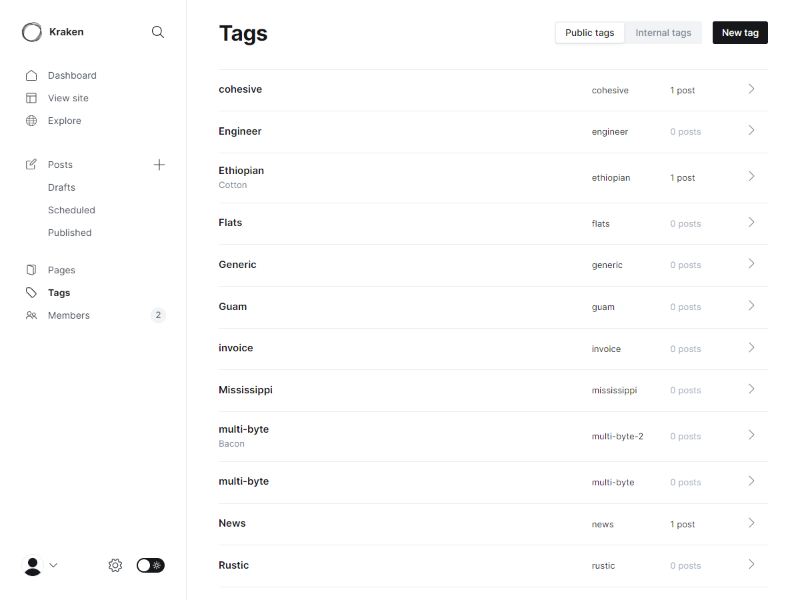 Kraken
Dashboard
View site
Explore
Posts
Drafts
Scheduled
Published
Pages
Tags
Members 2
Tags
Public tags Internal tags New tag
cohesive cohesive 1 post
Engineer engineer 0 posts
Ethiopian ethiopian 1 post
Cotton
Flats flats 0 posts
Generic generic 0 posts
Guam guam 0 posts
invoice invoice 0 posts
Mississippi mississippi 0 posts
multi-byte multi-byte-2 0 posts
Bacon
multi-byte multi-byte 0 posts
News news 1 post
Rustic rustic 0 posts